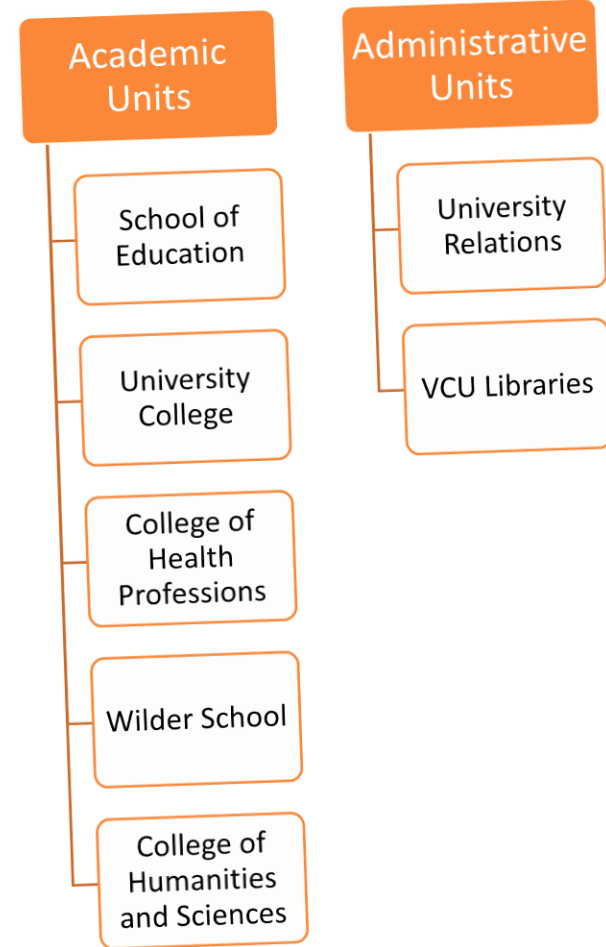 Academic
Units
School of
Education
University
College
College of
Health
Professions
Wilder School
College of
Humanities
and Sciences
Administrative
Units
University
Relations
VCU Libraries